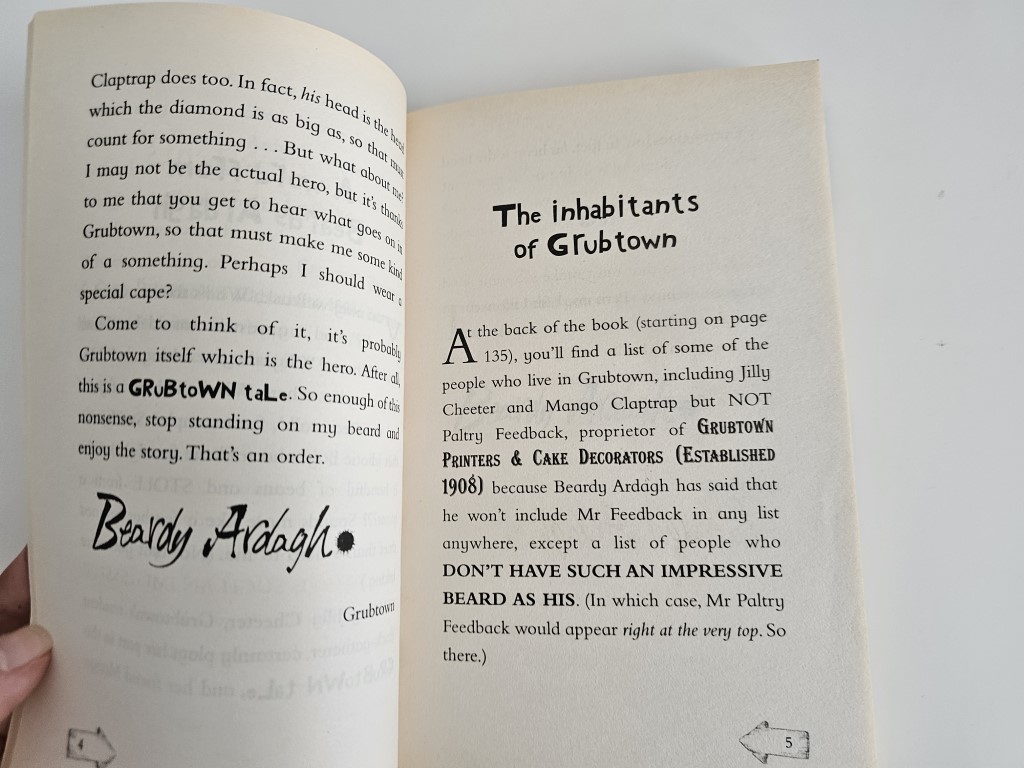 Claptrap does too. In fact, his head is the head
which the diamond is as big as, so that must
count for something . . . But what about me?
I may not be the actual hero, but it's thanks
to me that you get to hear what goes on in
Grubtown, so that must make me some kind
of a something. Perhaps I should wear a
special cape?
Come to think of it, it's probably
Grubtown itself which is the hero. After all,
this is a GRuBtoWN taLe. So enough of this
nonsense, stop standing on my beard and
enjoy the story. That's an order.
Beardy Ardagh
Grubtown
4
The inhabitants
of Grubtown
At the back of the book (starting on page
135), you'll find a list of some of the
people who live in Grubtown, including Jilly
Cheeter and Mango Claptrap but NOT
Paltry Feedback, proprietor of GRUBTOWN
PRINTERS & CAKE DECORATORS (ESTABLISHED
1908) because Beardy Ardagh has said that
he won't include Mr Feedback in any list
anywhere, except a list of people who
DON'T HAVE SUCH AN IMPRESSIVE
BEARD AS HIS. (In which case, Mr Paltry
Feedback would appear right at the very top. So
there.)
5